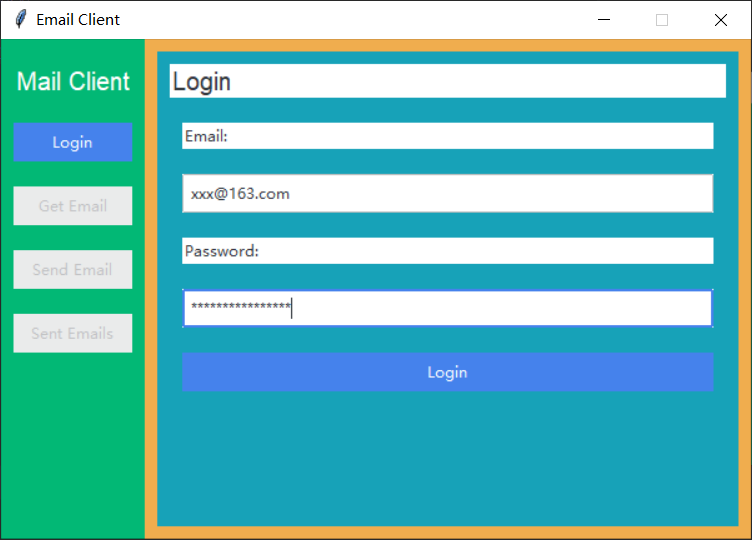 Email Client
Mail Client
Login
Get Email
Send Email
Sent Emails
Login
Email:
xxx@163.com
Password:
****************
Login